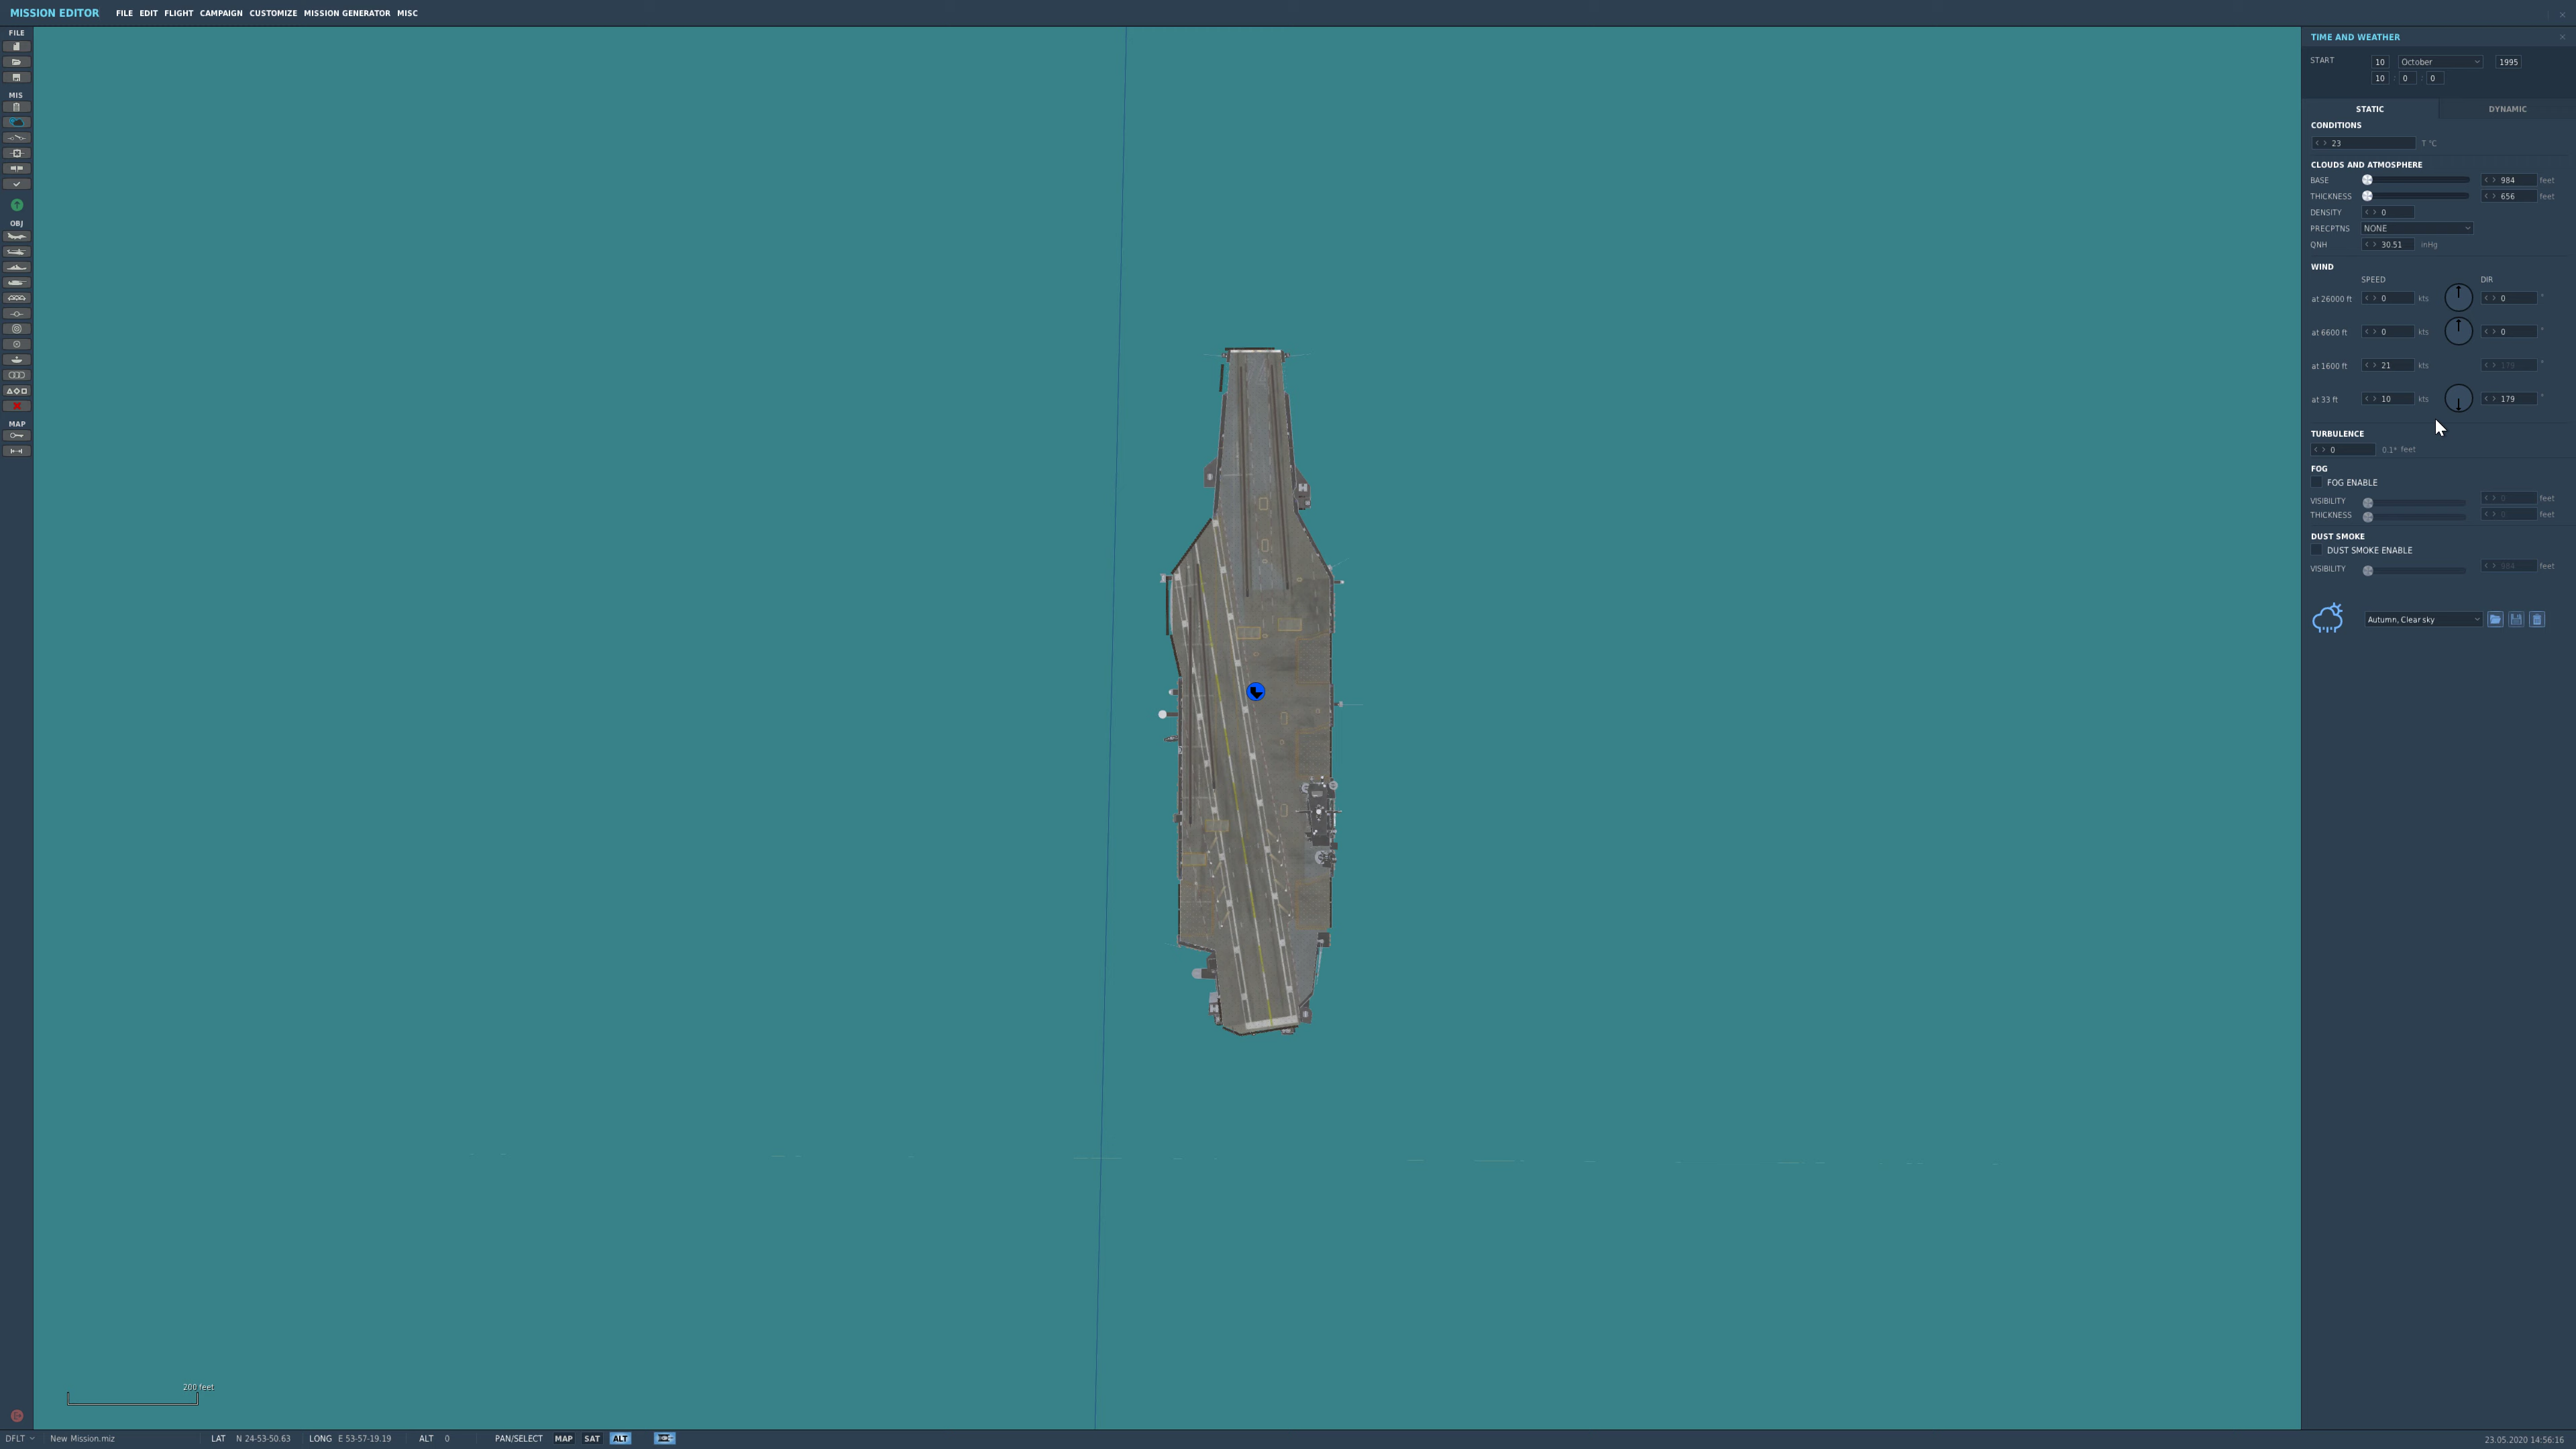 MISSION EDITOR FILE EDIT FLIGHT CAMPAIGN CUSTOMIZE MISSION GENERATOR MISC
FILE
MIS
OBJ
MAP
200 feet
TIME AND WEATHER
START 10 October 1995
10 : 0 : 0
STATIC DYNAMIC
CONDITIONS
23 T °C
CLOUDS AND ATMOSPHERE
BASE 984 feet
THICKNESS 656 feet
DENSITY 0
PRECPTNS NONE
QNH 30.51 inHg
WIND
SPEED DIR
at 26000 ft 0 kts 0 °
at 6600 ft 0 kts 0 °
at 1600 ft 21 kts 179 °
at 33 ft 10 kts 179 °
TURBULENCE
0 0.1* feet
FOG
FOG ENABLE
VISIBILITY 0 feet
THICKNESS 0 feet
DUST SMOKE
DUST SMOKE ENABLE
VISIBILITY 984 feet
Autumn, Clear sky
DFLT New Mission.miz LAT N 24-53-50.63 LONG E 53-57-19.19 ALT 0 PAN/SELECT MAP SAT ALT 23.05.2020 14:56:16